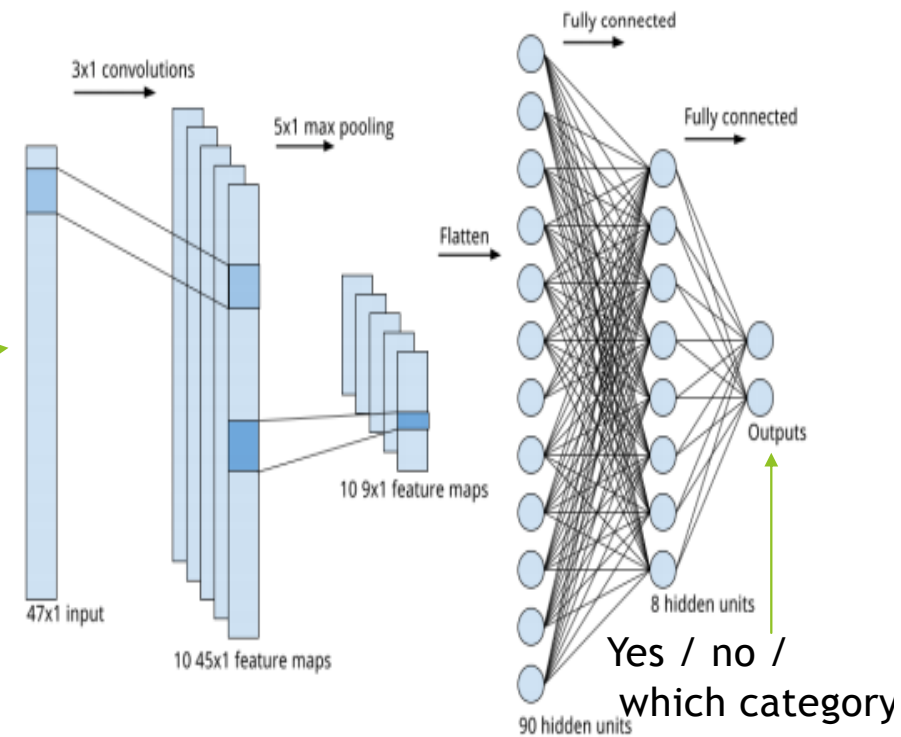 3x1 convolutions
5x1 max pooling
Flatten
Fully connected
Fully connected
47x1 input
10 45x1 feature maps
10 9x1 feature maps
90 hidden units
8 hidden units
Outputs
Yes / no /
which category